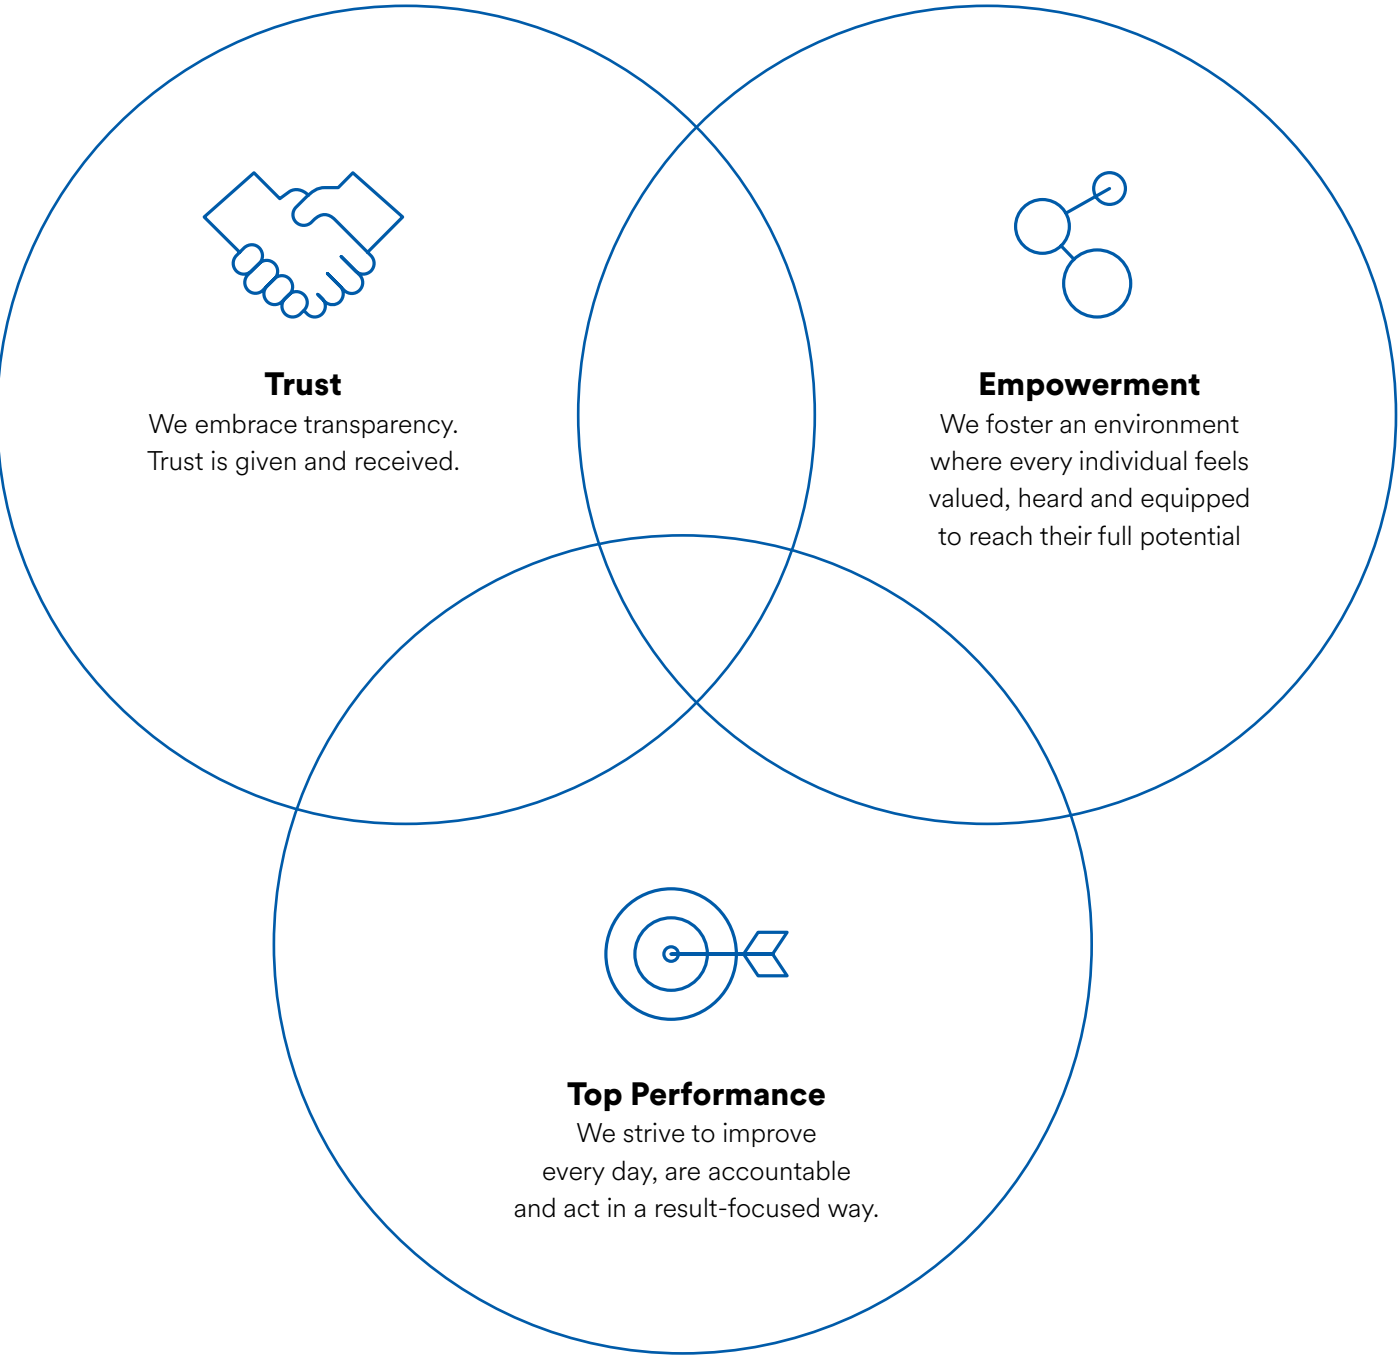 Trust
We embrace transparency.
Trust is given and received.
Empowerment
We foster an environment
where every individual feels
valued, heard and equipped
to reach their full potential
Top Performance
We strive to improve
every day, are accountable
and act in a result-focused way.